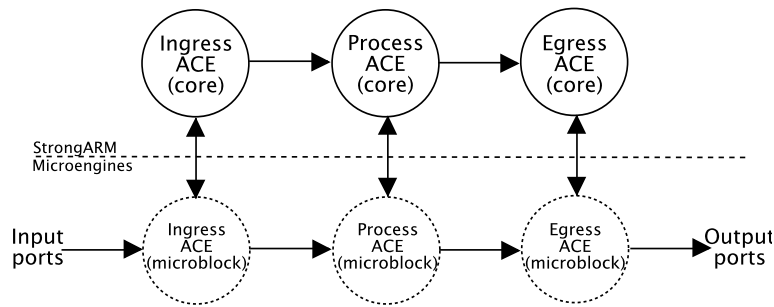 Ingress
ACE
(core)
Process
ACE
(core)
Egress
ACE
(core)
StrongARM
Microengines
Input
ports
Ingress
ACE
(microblock)
Process
ACE
(microblock)
Egress
ACE
(microblock)
Output
ports